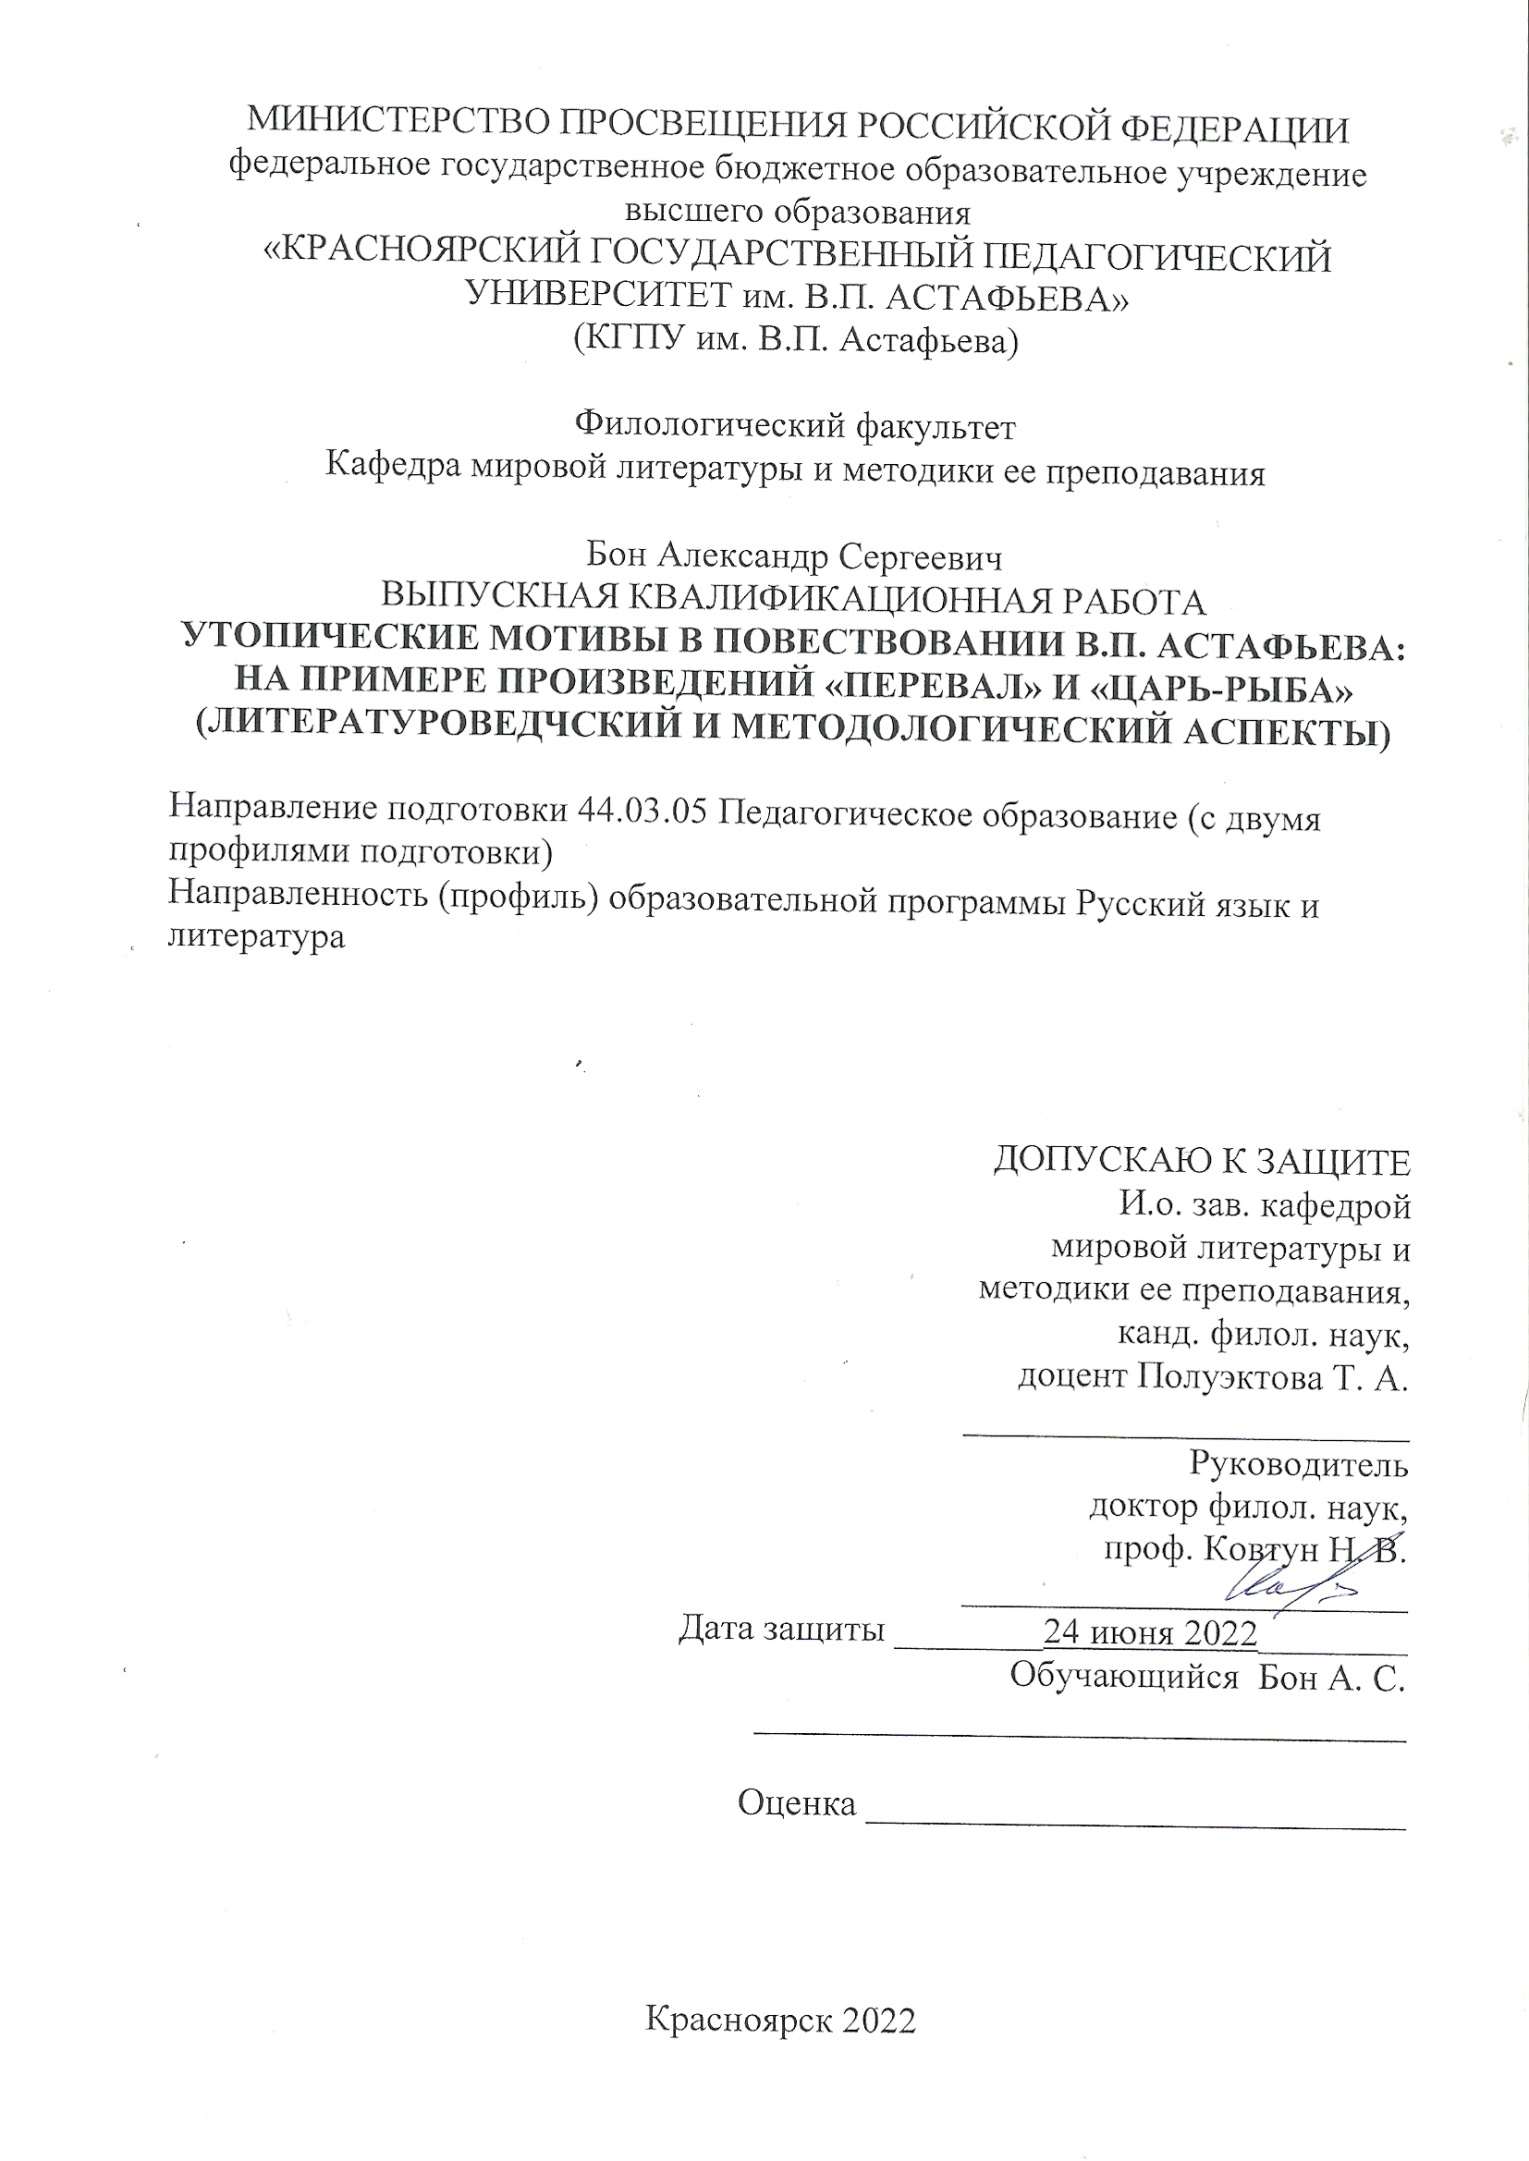 МИНИСТЕРСТВО ПРОСВЕЩЕНИЯ РОССИЙСКОЙ ФЕДЕРАЦИИ
федеральное государственное бюджетное образовательное учреждение
высшего образования
«КРАСНОЯРСКИЙ ГОСУДАРСТВЕННЫЙ ПЕДАГОГИЧЕСКИЙ
УНИВЕРСИТЕТ им. В.П. АСТАФЬЕВА»
(КГПУ им. В.П. Астафьева)
Филологический факультет
Кафедра мировой литературы и методики ее преподавания
Бон Александр Сергеевич
ВЫПУСКНАЯ КВАЛИФИКАЦИОННАЯ РАБОТА
УТОПИЧЕСКИЕ МОТИВЫ В ПОВЕСТВОВАНИИ В.П. АСТАФЬЕВА:
НА ПРИМЕРЕ ПРОИЗВЕДЕНИЙ «ПЕРЕВАЛ» И «ЦАРЬ-РЫБА»
(ЛИТЕРАТУРОВЕДЧСКИЙ И МЕТОДОЛОГИЧЕСКИЙ АСПЕКТЫ)
Направление подготовки 44.03.05 Педагогическое образование (с двумя
профилями подготовки)
Направленность (профиль) образовательной программы Русский язык и
литература
ДОПУСКАЮ К ЗАЩИТЕ
И.о. зав. кафедрой
мировой литературы и
методики ее преподавания,
канд. филол. наук,
доцент Полуэктова Т. А.
Руководитель
доктор филол. наук,
проф. Ковтун Н. В.
Дата защиты 24 июня 2022
Обучающийся Бон А. С.
Оценка
Красноярск 2022